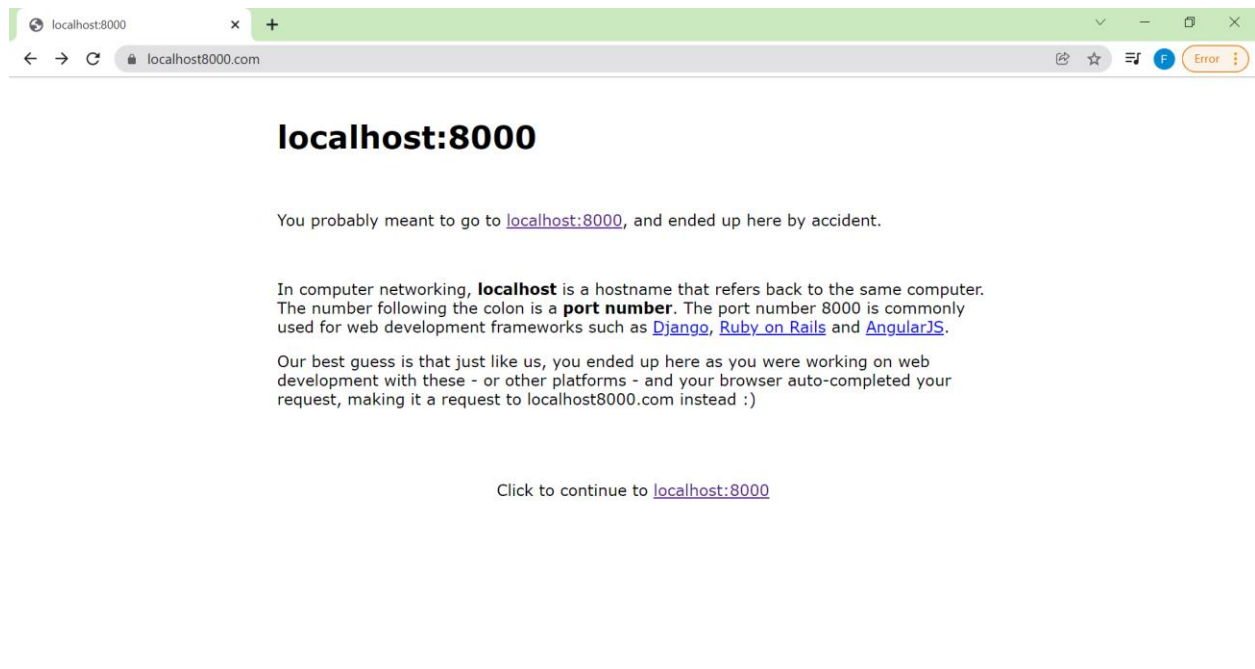 localhost:8000
localhost8000.com
F
Error
localhost:8000
You probably meant to go to localhost:8000, and ended up here by accident.
In computer networking, localhost is a hostname that refers back to the same computer.
The number following the colon is a port number. The port number 8000 is commonly
used for web development frameworks such as Django, Ruby on Rails and AngularJS.
Our best guess is that just like us, you ended up here as you were working on web
development with these - or other platforms - and your browser auto-completed your
request, making it a request to localhost8000.com instead :)
Click to continue to localhost:8000